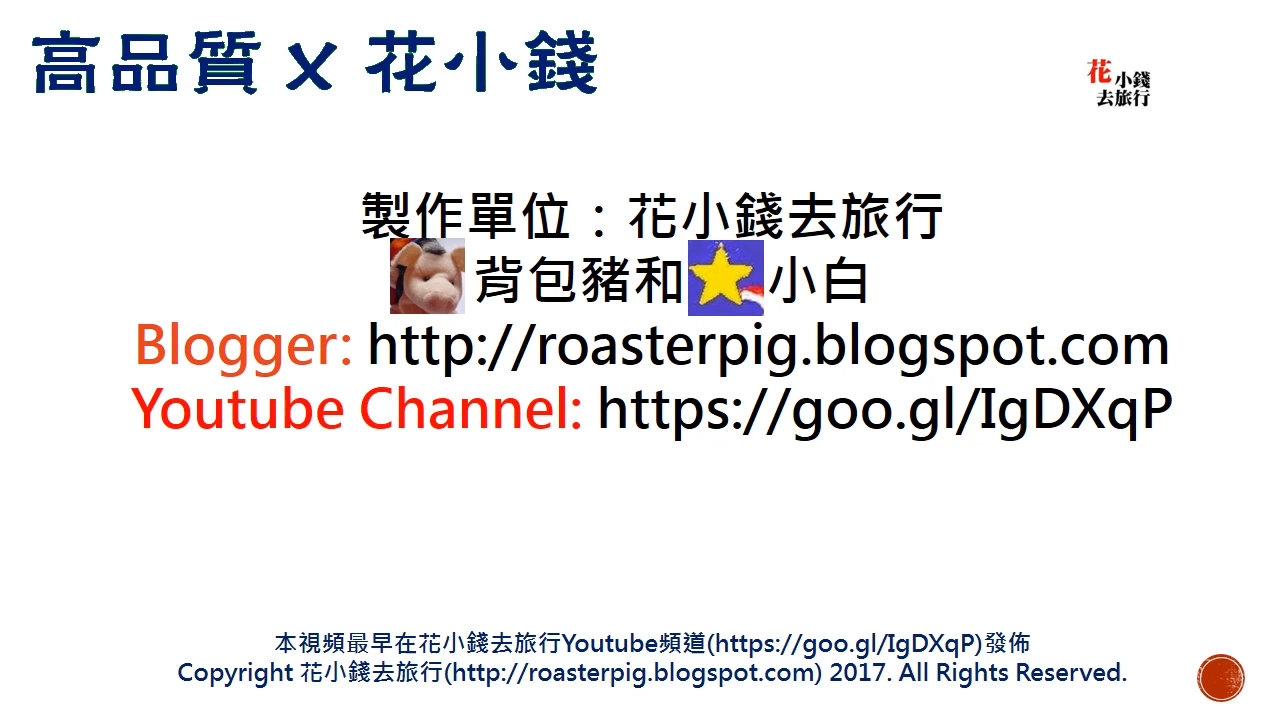 高品質 X 花小錢
花小錢
去旅行
製作單位：花小錢去旅行
背包豬和小白
Blogger: http://roasterpig.blogspot.com
Youtube Channel: https://goo.gl/IgDXqP
本視頻最早在花小錢去旅行Youtube頻道(https://goo.gl/IgDXqP)發佈
Copyright 花小錢去旅行(http://roasterpig.blogspot.com) 2017. All Rights Reserved.